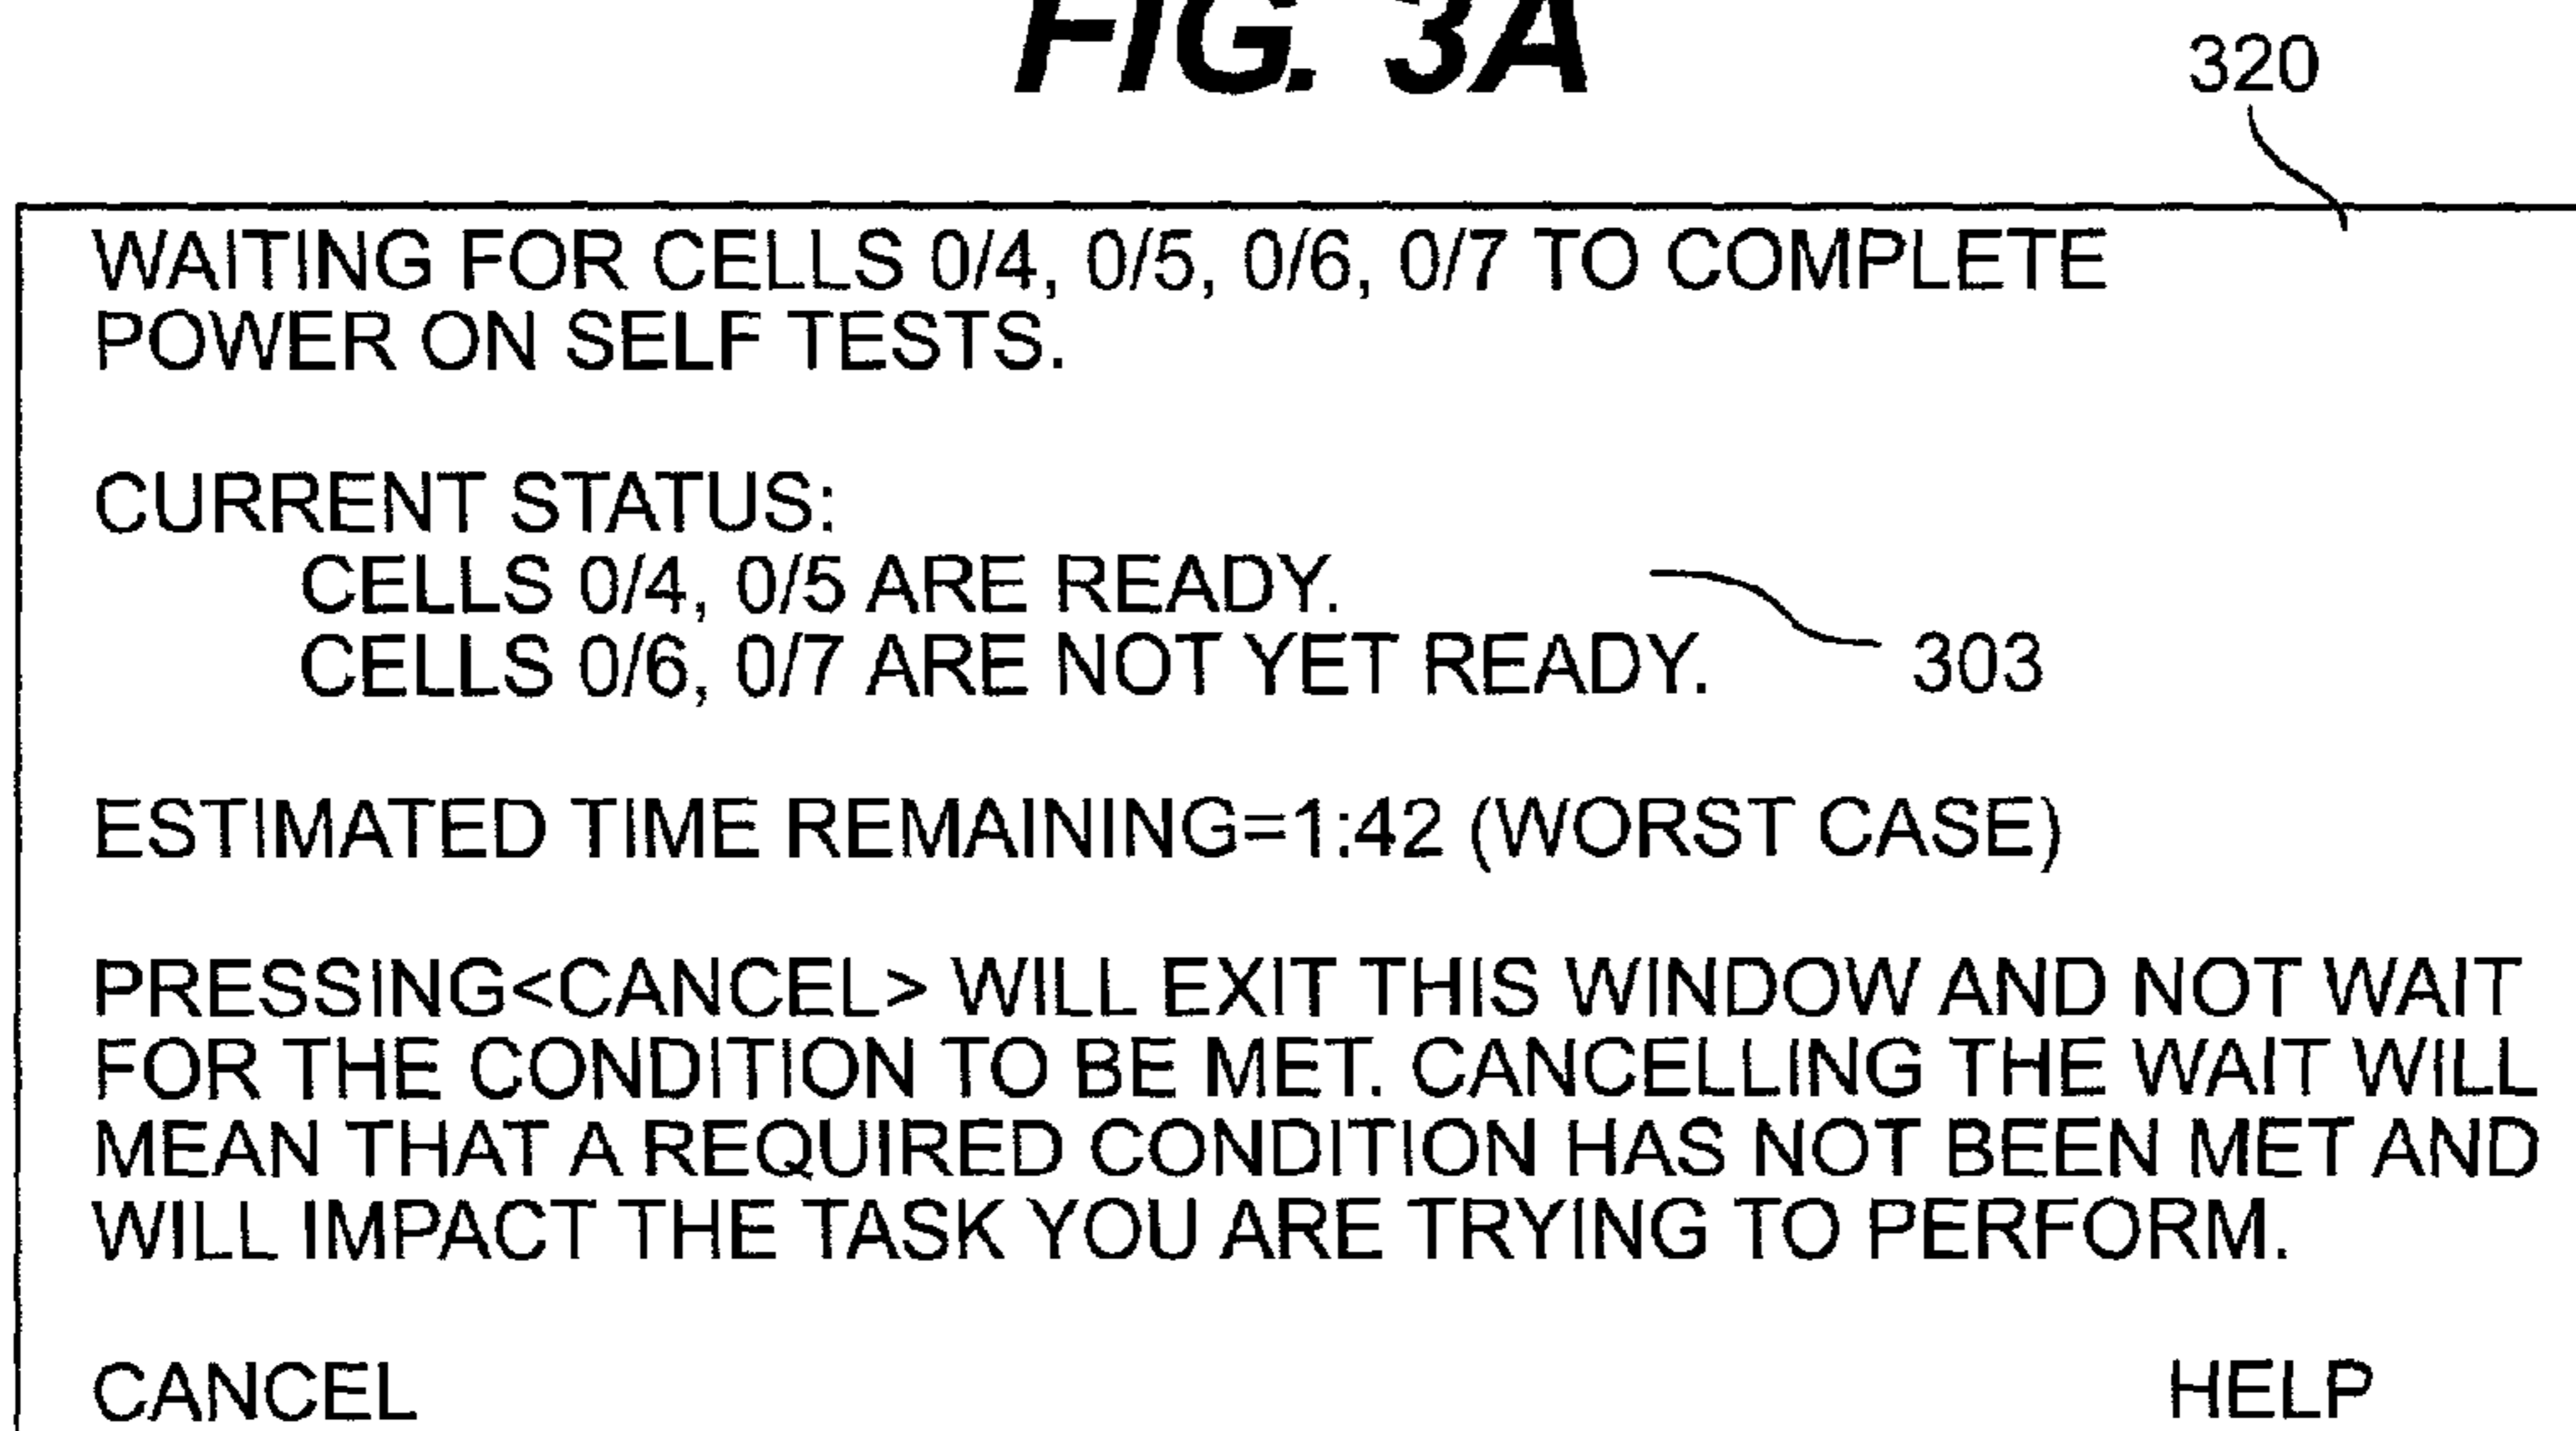 FIG. 3A
320
WAITING FOR CELLS 0/4, 0/5, 0/6, 0/7 TO COMPLETE
POWER ON SELF TESTS.
CURRENT STATUS:
CELLS 0/4, 0/5 ARE READY.
CELLS 0/6, 0/7 ARE NOT YET READY.
303
ESTIMATED TIME REMAINING=1:42 (WORST CASE)
PRESSING<CANCEL> WILL EXIT THIS WINDOW AND NOT WAIT
FOR THE CONDITION TO BE MET. CANCELLING THE WAIT WILL
MEAN THAT A REQUIRED CONDITION HAS NOT BEEN MET AND
WILL IMPACT THE TASK YOU ARE TRYING TO PERFORM.
CANCEL HELP